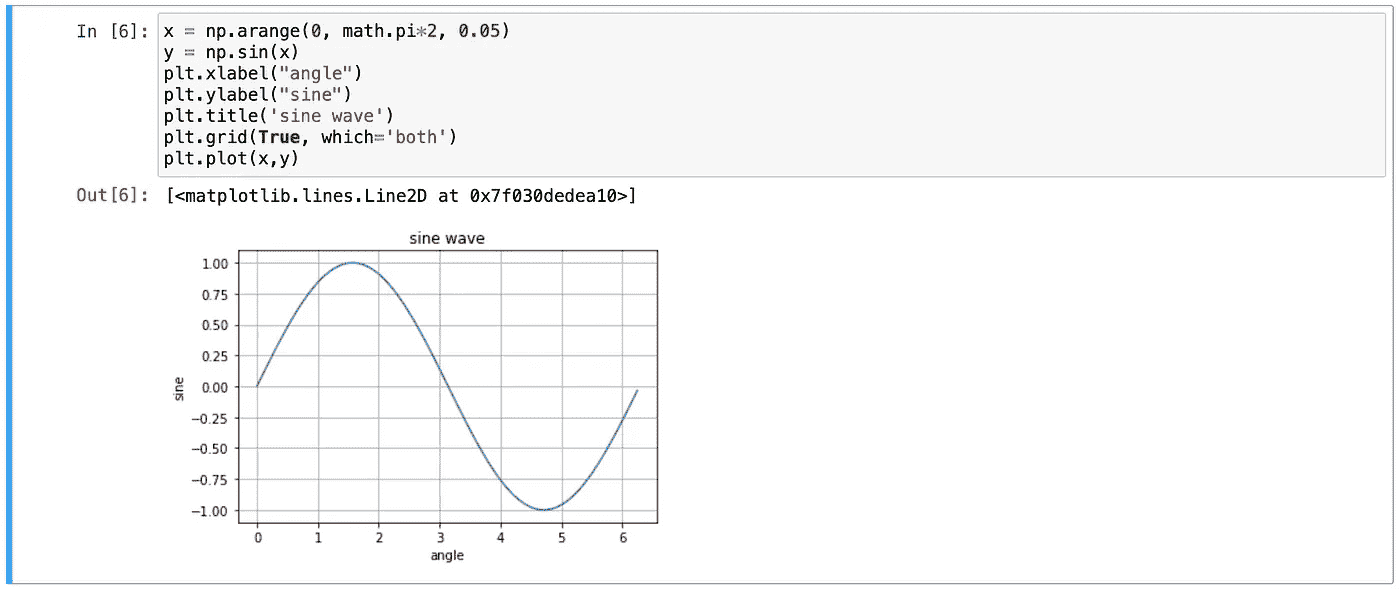 In [6]: x = np.arange(0, math.pi*2, 0.05)
y = np.sin(x)
plt.xlabel("angle")
plt.ylabel("sine")
plt.title('sine wave')
plt.grid(True, which='both')
plt.plot(x,y)
Out[6]: [<matplotlib.lines.Line2D at 0x7f030dedea10>]
sine wave
1.00
0.75
0.50
0.25
0.00
−0.25
−0.50
−0.75
−1.00
sine
0 1 2 3 4 5 6
angle